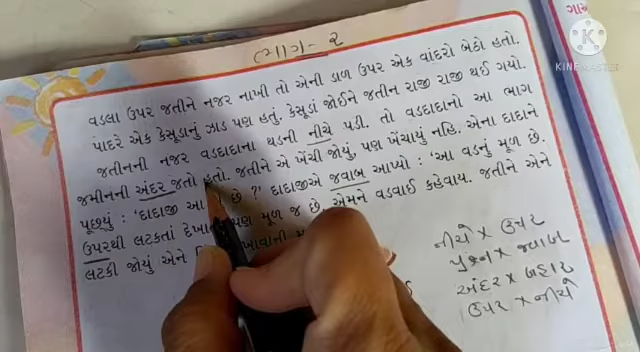 ભાગ - ૨
ગા
KINEMASTER
વડલા ઉપર જતીને નજર નાખી તો એની ડાળ ઉપર એક વાંદરો બેઠો હતો.
પાદરે એક કેસૂડાનું ઝાડ પણ હતું. કેસૂડાં જોઈને જતીન રાજી રાજી થઈ ગયો.
જતીનની નજર વડદાદાના થડની નીચે પડી. તો વડદાદાનો આ ભાગ
જમીનની અંદર જતો હતો. જતીને એ ખેંચી જોયું, પણ ખેંચાયું નહિ. એના દાદાને
પૂછ્યું : 'દાદાજી આ છે ?' દાદાજીએ જવાબ આપ્યો : 'આ વડનું મૂળ છે.
ઉપરથી લટકતાં પણ મૂળ જ છે. એમને વડવાઈ કહેવાય. જતીને એને
લટકી જોયું એને
નીચે x ઉપર
પ્રશ્ન x જવાબ
અંદર x બહાર
ઉપર x નીચે